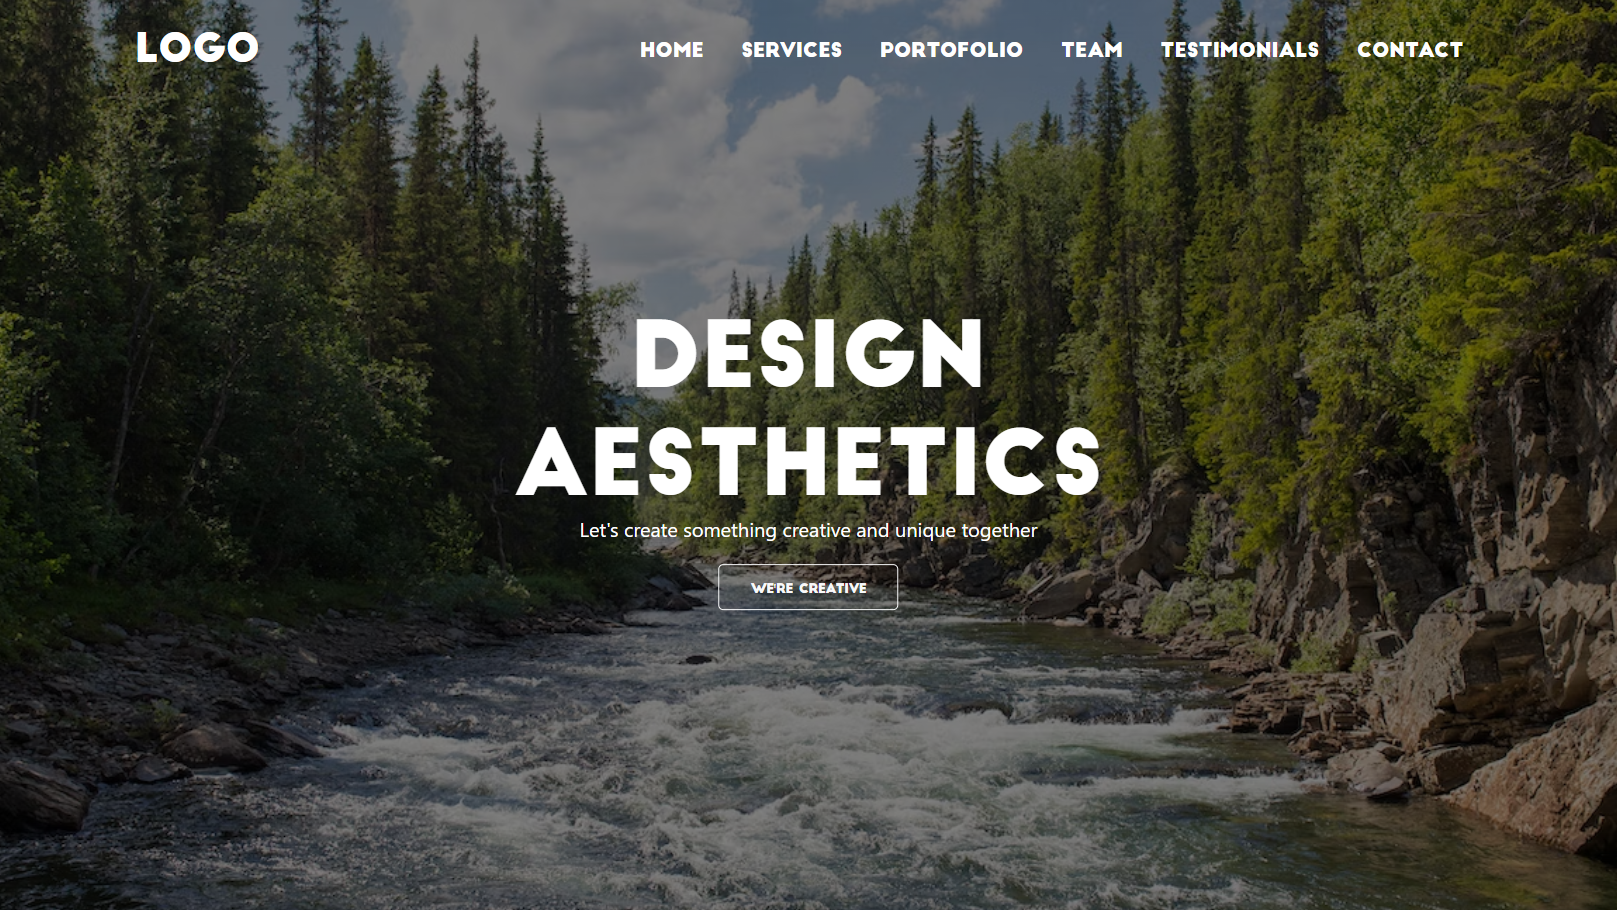 LOGO
HOME SERVICES PORTOFOLIO TEAM TESTIMONIALS CONTACT
DESIGN
AESTHETICS
Let's create something creative and unique together
WE'RE CREATIVE